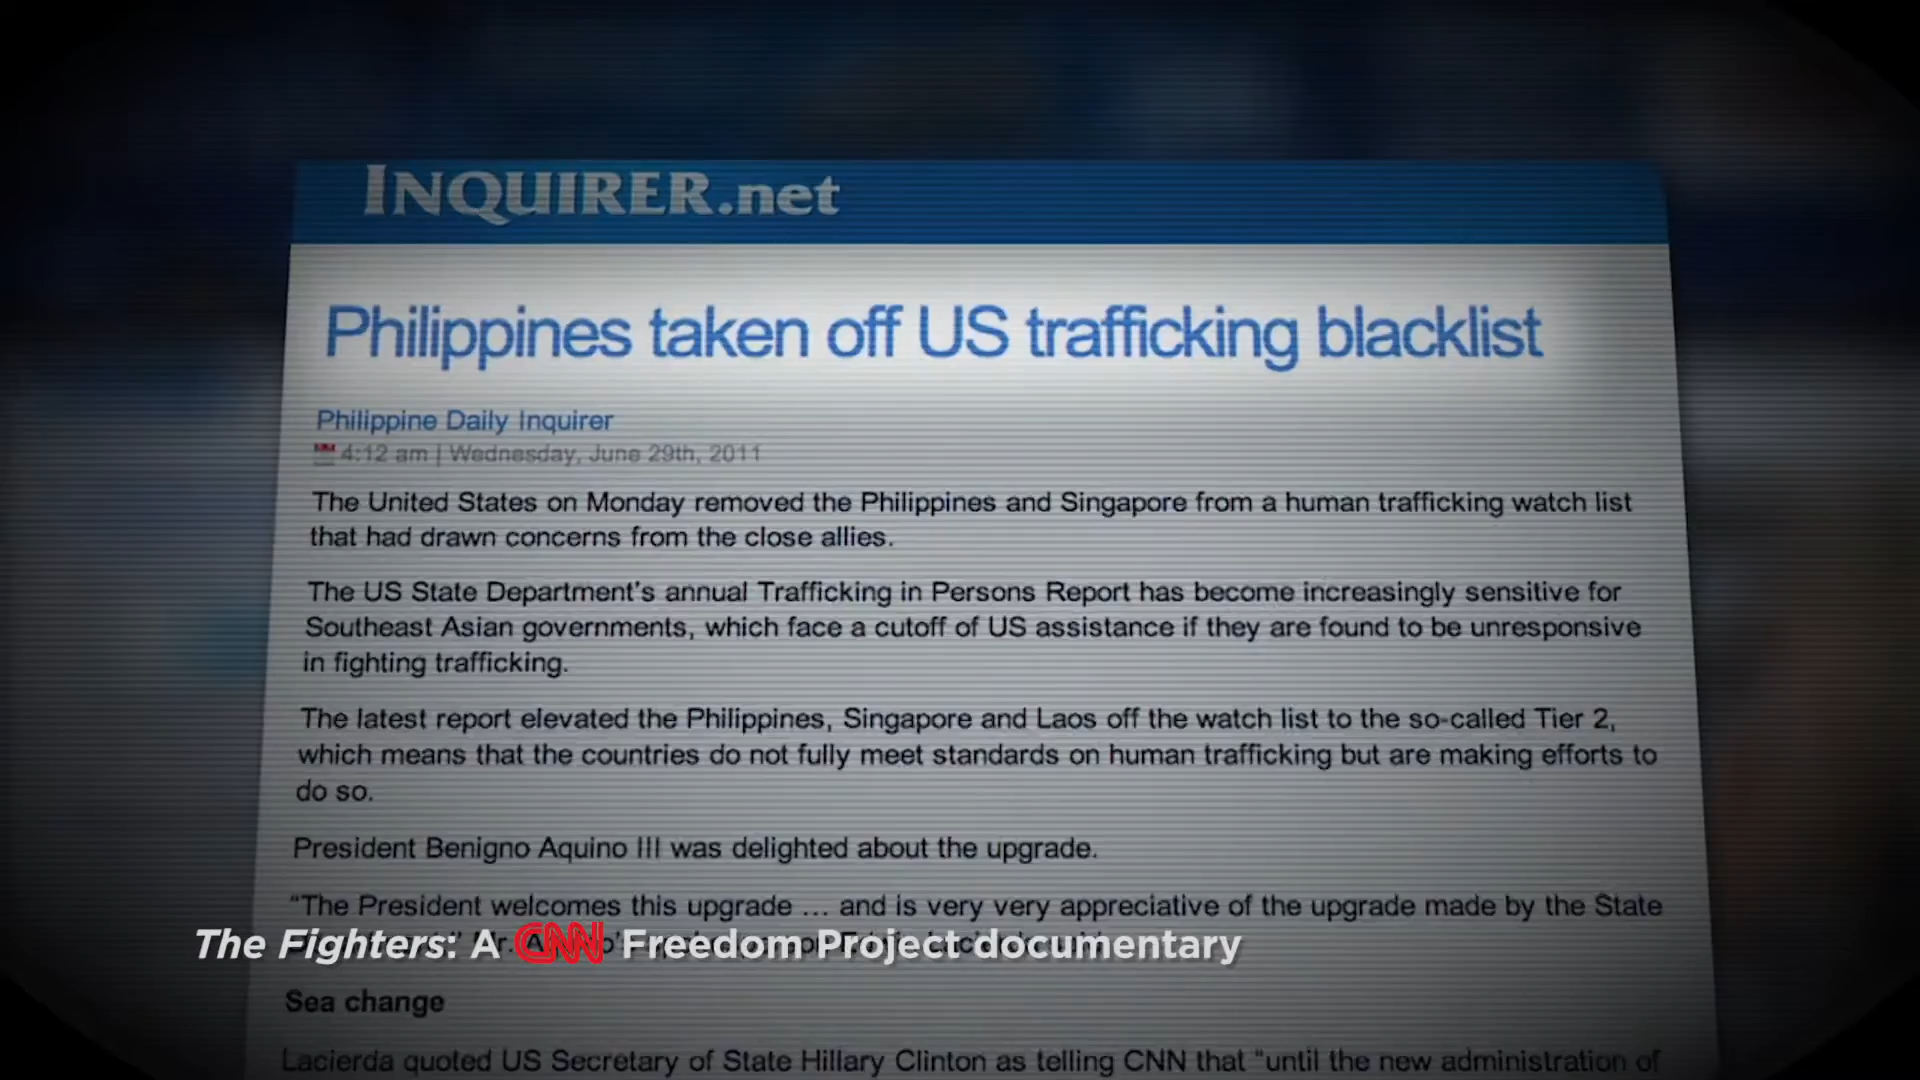 INQUIRER.net
Philippines taken off US trafficking blacklist
Philippine Daily Inquirer
4:12 am | Wednesday, June 29th, 2011
The United States on Monday removed the Philippines and Singapore from a human trafficking watch list
that had drawn concerns from the close allies.
The US State Department's annual Trafficking in Persons Report has become increasingly sensitive for
Southeast Asian governments, which face a cutoff of US assistance if they are found to be unresponsive
in fighting trafficking.
The latest report elevated the Philippines, Singapore and Laos off the watch list to the so-called Tier 2,
which means that the countries do not fully meet standards on human trafficking but are making efforts to
do so.
President Benigno Aquino III was delighted about the upgrade.
“The President welcomes this upgrade … and is very very appreciative of the upgrade made by the State
The Fighters: A CNN Freedom Project documentary
Sea change
Lacierda quoted US Secretary of State Hillary Clinton as telling CNN that “until the new administration of